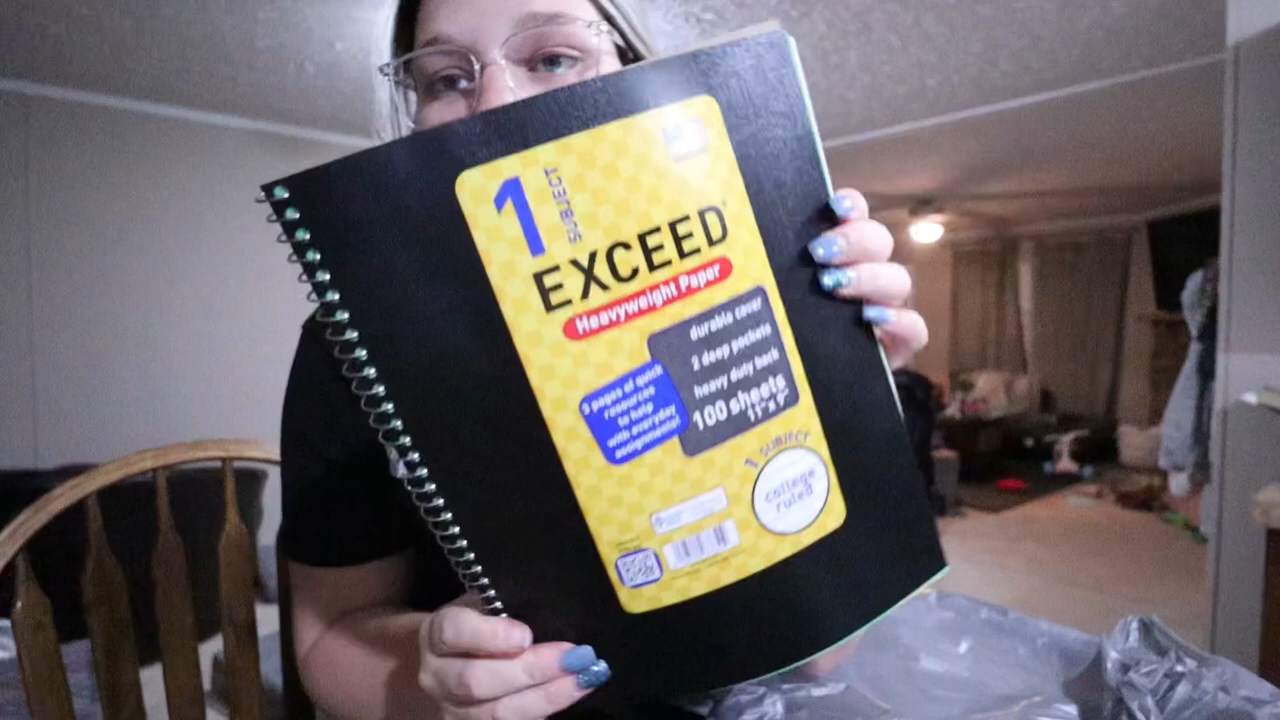 1 SUBJECT
EXCEED
Heavyweight Paper
durable cover
2 deep pockets
heavy duty back
100 sheets
11" x 9"
3 pages of quick
resources
to help
with everyday
assignments!
1 SUBJECT
college
ruled